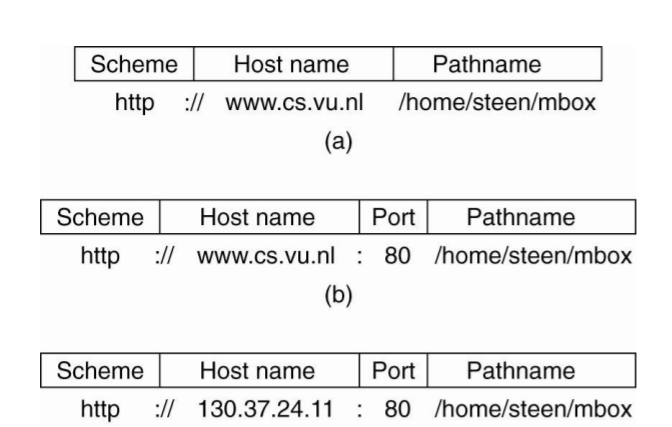 Scheme Host name Pathname
http :// www.cs.vu.nl /home/steen/mbox
(a)
Scheme Host name Port Pathname
http :// www.cs.vu.nl : 80 /home/steen/mbox
(b)
Scheme Host name Port Pathname
http :// 130.37.24.11 : 80 /home/steen/mbox